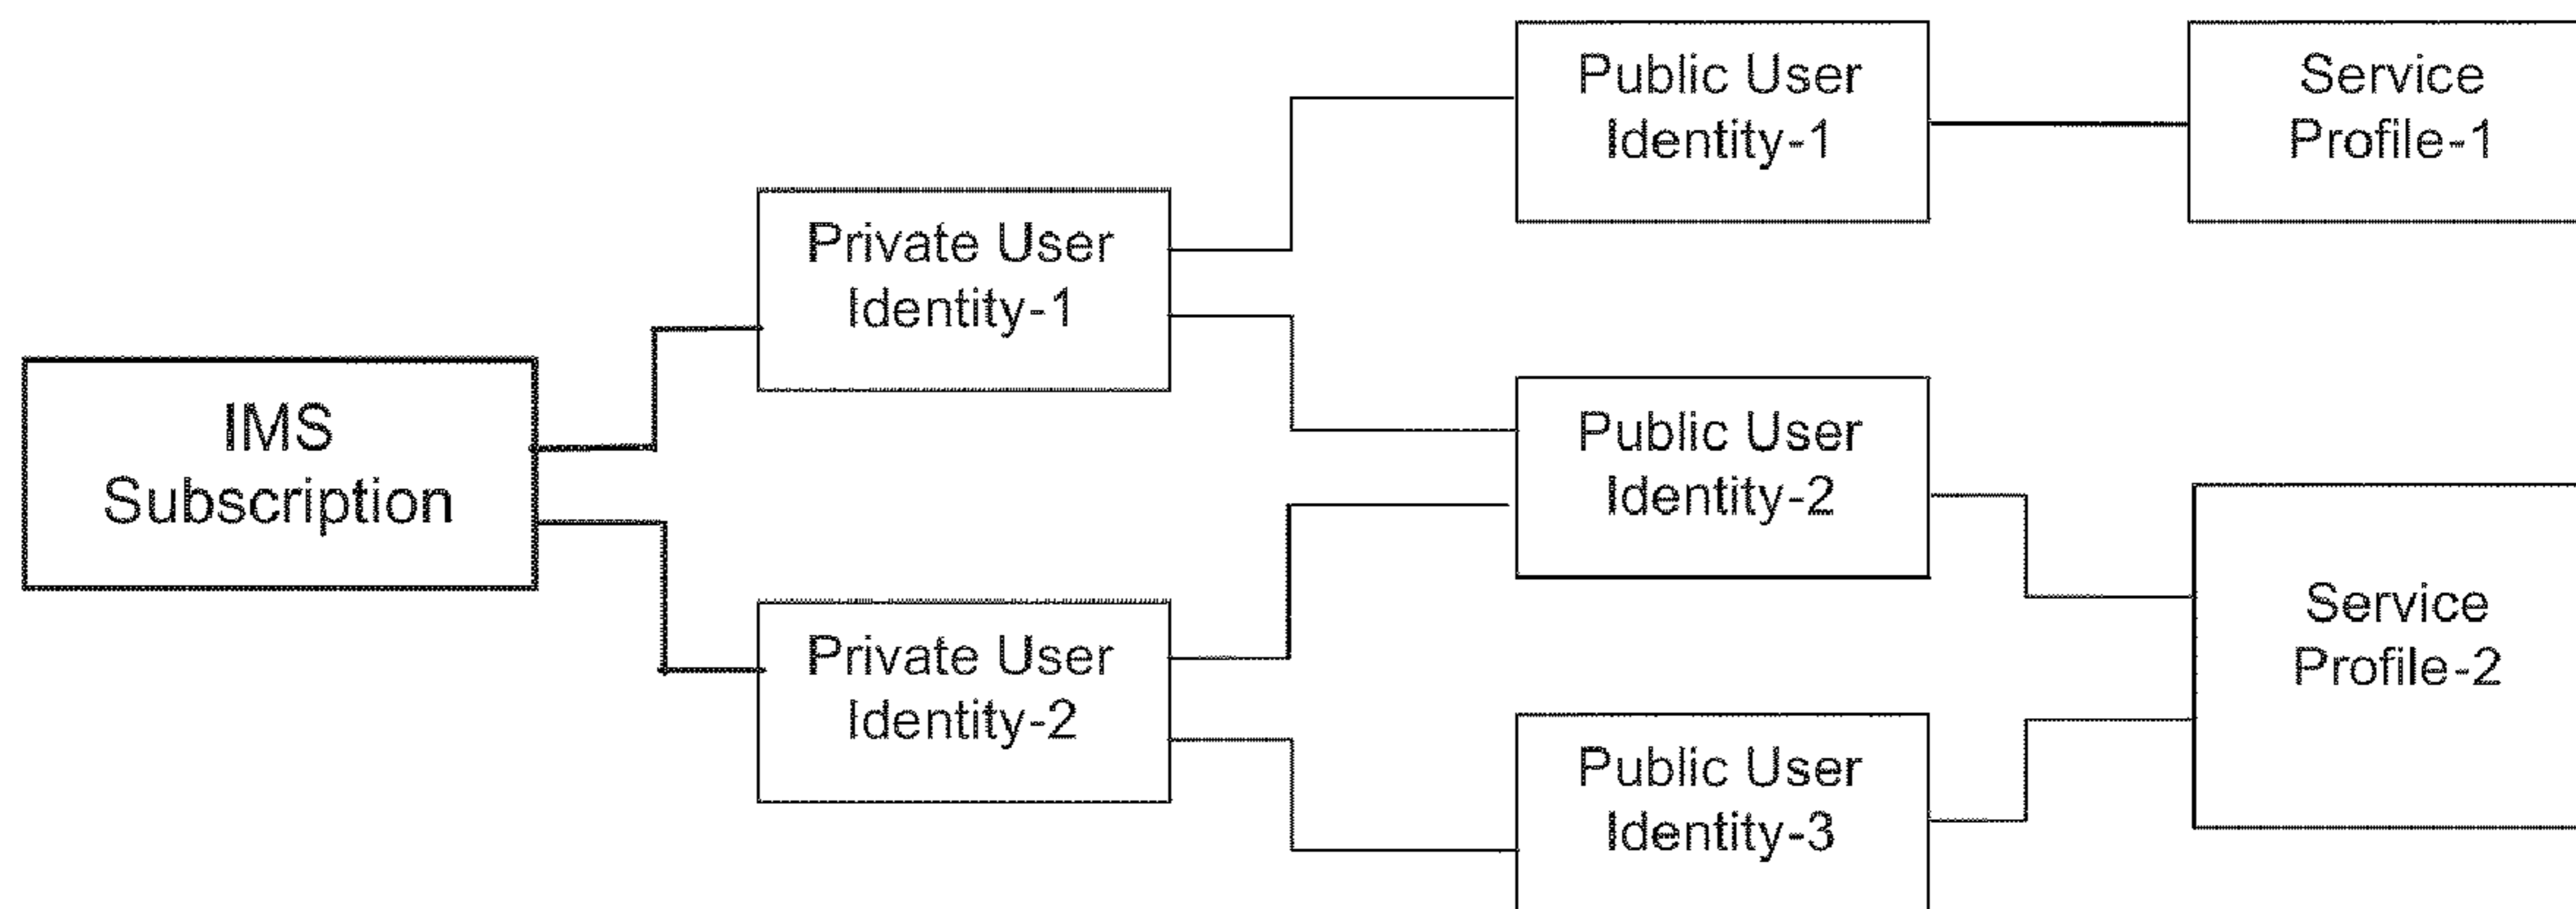 IMS
Subscription
Private User
Identity-1
Private User
Identity-2
Public User
Identity-1
Public User
Identity-2
Public User
Identity-3
Service
Profile-1
Service
Profile-2